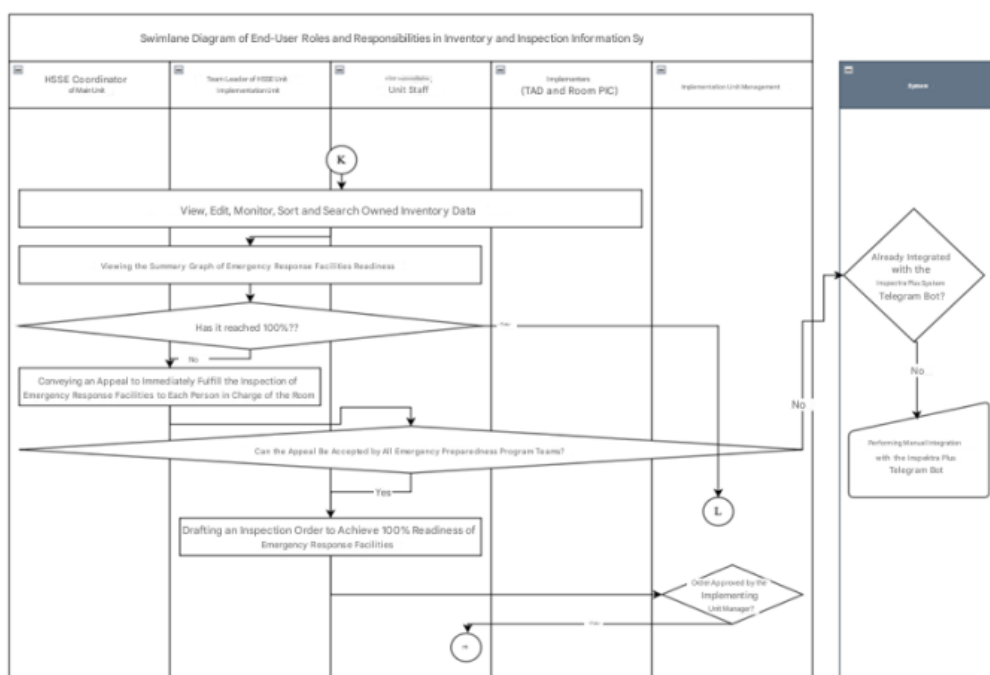 Swimlane Diagram of End-User Roles and Responsibilities in Inventory and Inspection Information Sy
HSSE Coordinator
of Main Unit
Team Leader of HSSE Unit
Implementation Unit
Unit Staff
Implementers
(TAD and Room PIC)
Implementation Unit Management
System
K
View, Edit, Monitor, Sort and Search Owned Inventory Data
Viewing the Summary Graph of Emergency Response Facilities Readiness
Has it reached 100%??
No
Conveying an Appeal to Immediately Fulfill the Inspection of
Emergency Response Facilities to Each Person in Charge of the Room
Can the Appeal Be Accepted by All Emergency Preparedness Program Teams?
No
Yes
Drafting an Inspection Order to Achieve 100% Readiness of
Emergency Response Facilities
L
Order Approved by the
Implementing
Unit Manager?
Already Integrated
with the
Inspectra Plus System
Telegram Bot?
No
Performing Manual Integration
with the Inspektra Plus
Telegram Bot